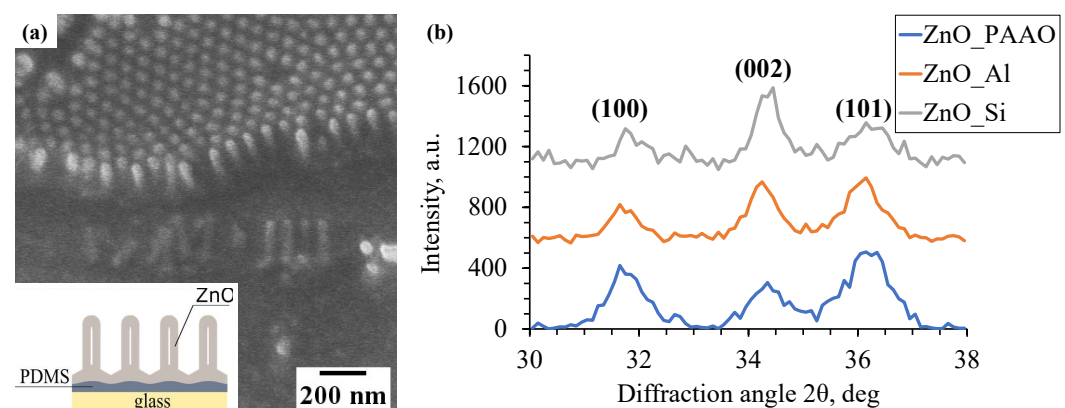 (a)
ZnO
PDMS
glass
200 nm
(b)
ZnO_PAAO
ZnO_Al
ZnO_Si
(100)
(002)
(101)
1600
1200
800
400
0
Intensity, a.u.
30
32
34
36
38
Diffraction angle 2θ, deg